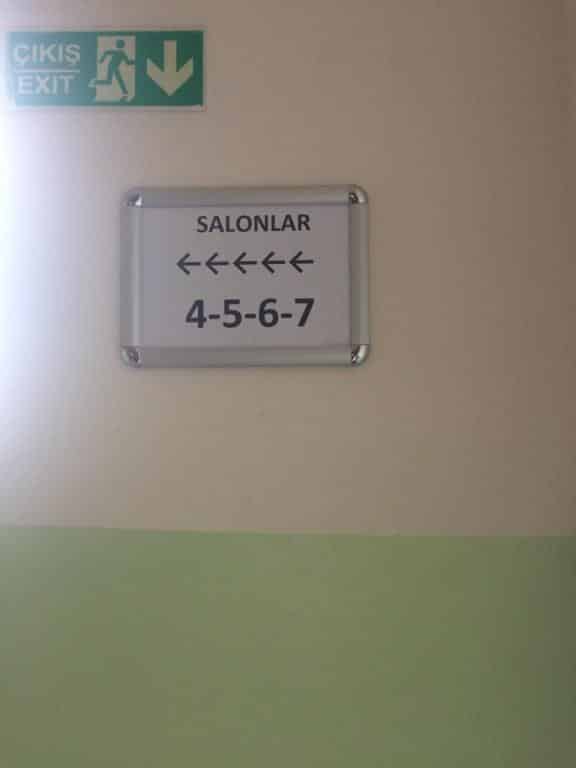 ÇIKIŞ
EXIT
SALONLAR
←←←←←
4-5-6-7